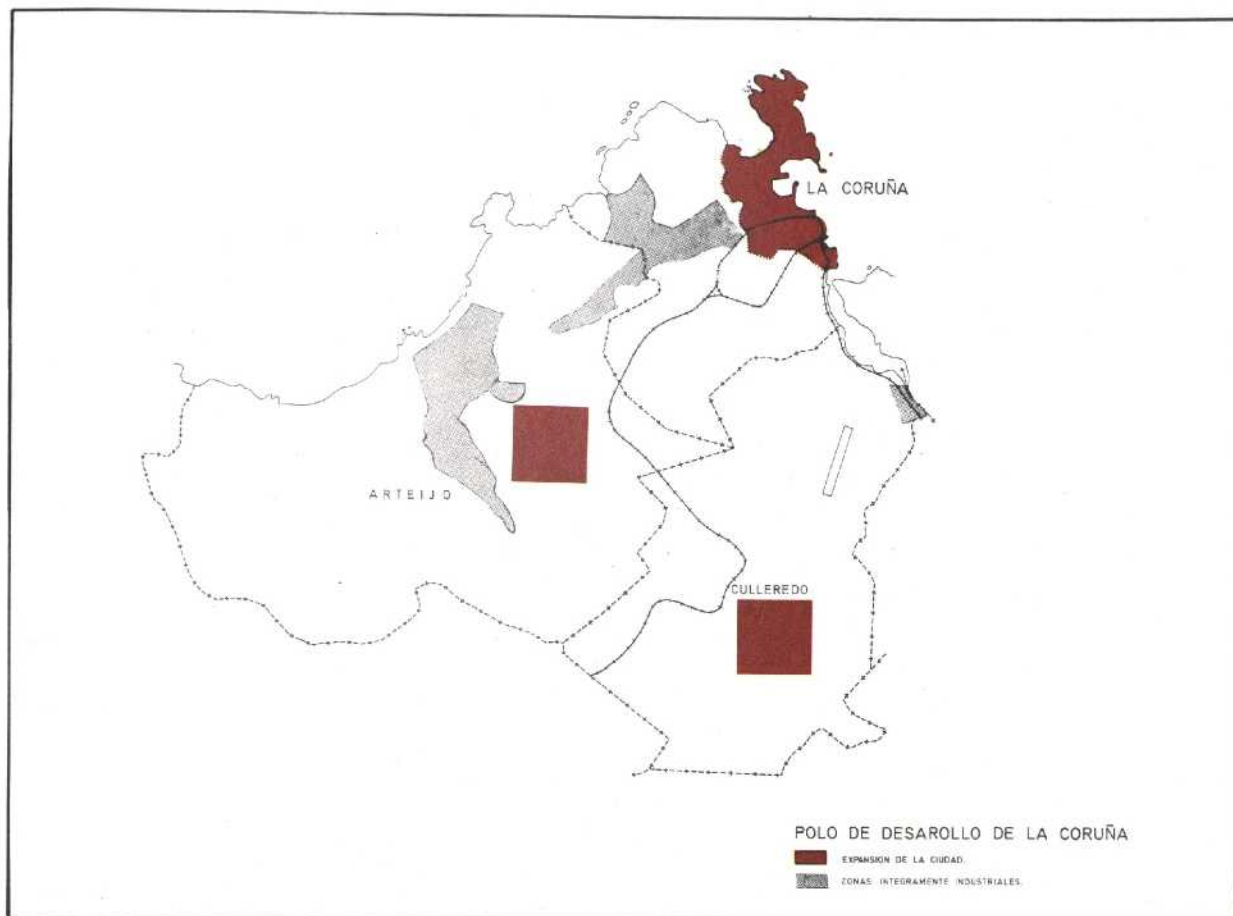 LA CORUÑA
ARTEIJO
CULLEREDO
POLO DE DESAROLLO DE LA CORUÑA
EXPANSION DE LA CIUDAD.
ZONAS INTEGRAMENTE INDUSTRIALES.